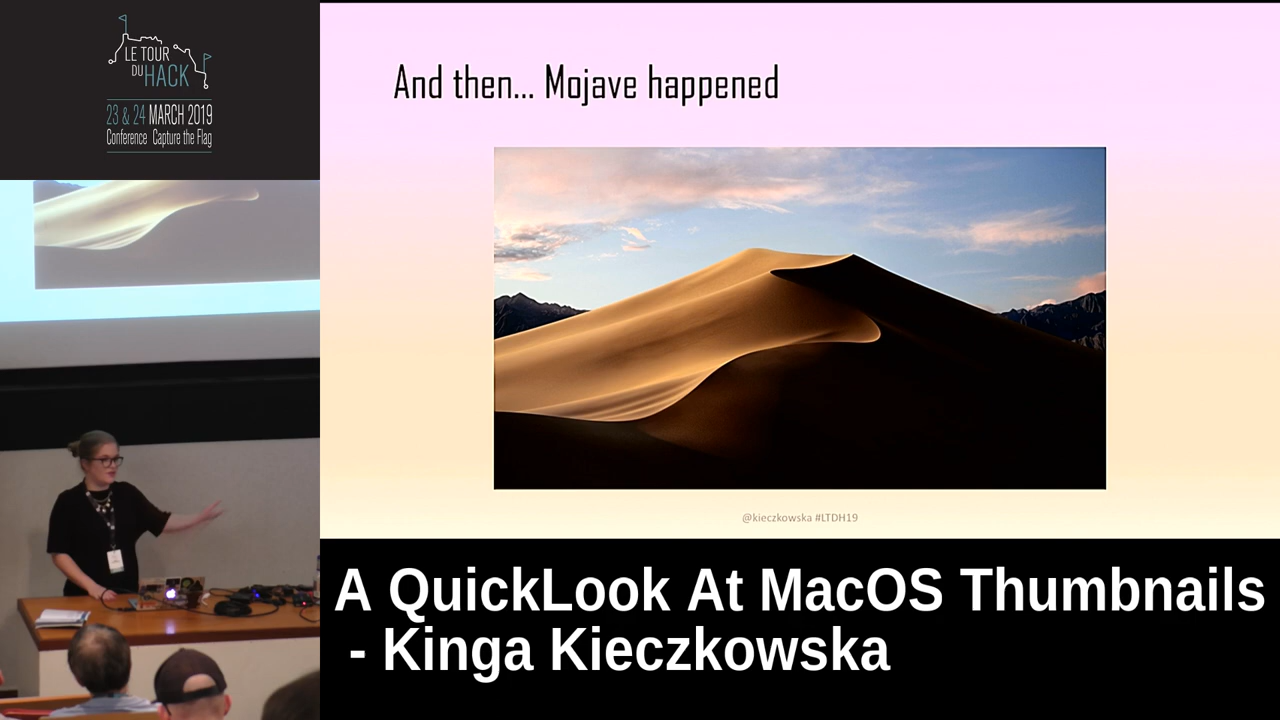 LE TOUR
DU HACK
23 & 24 MARCH 2019
Conference Capture the Flag
And then... Mojave happened
@kieczkowska #LTDH19
A QuickLook At MacOS Thumbnails
- Kinga Kieczkowska